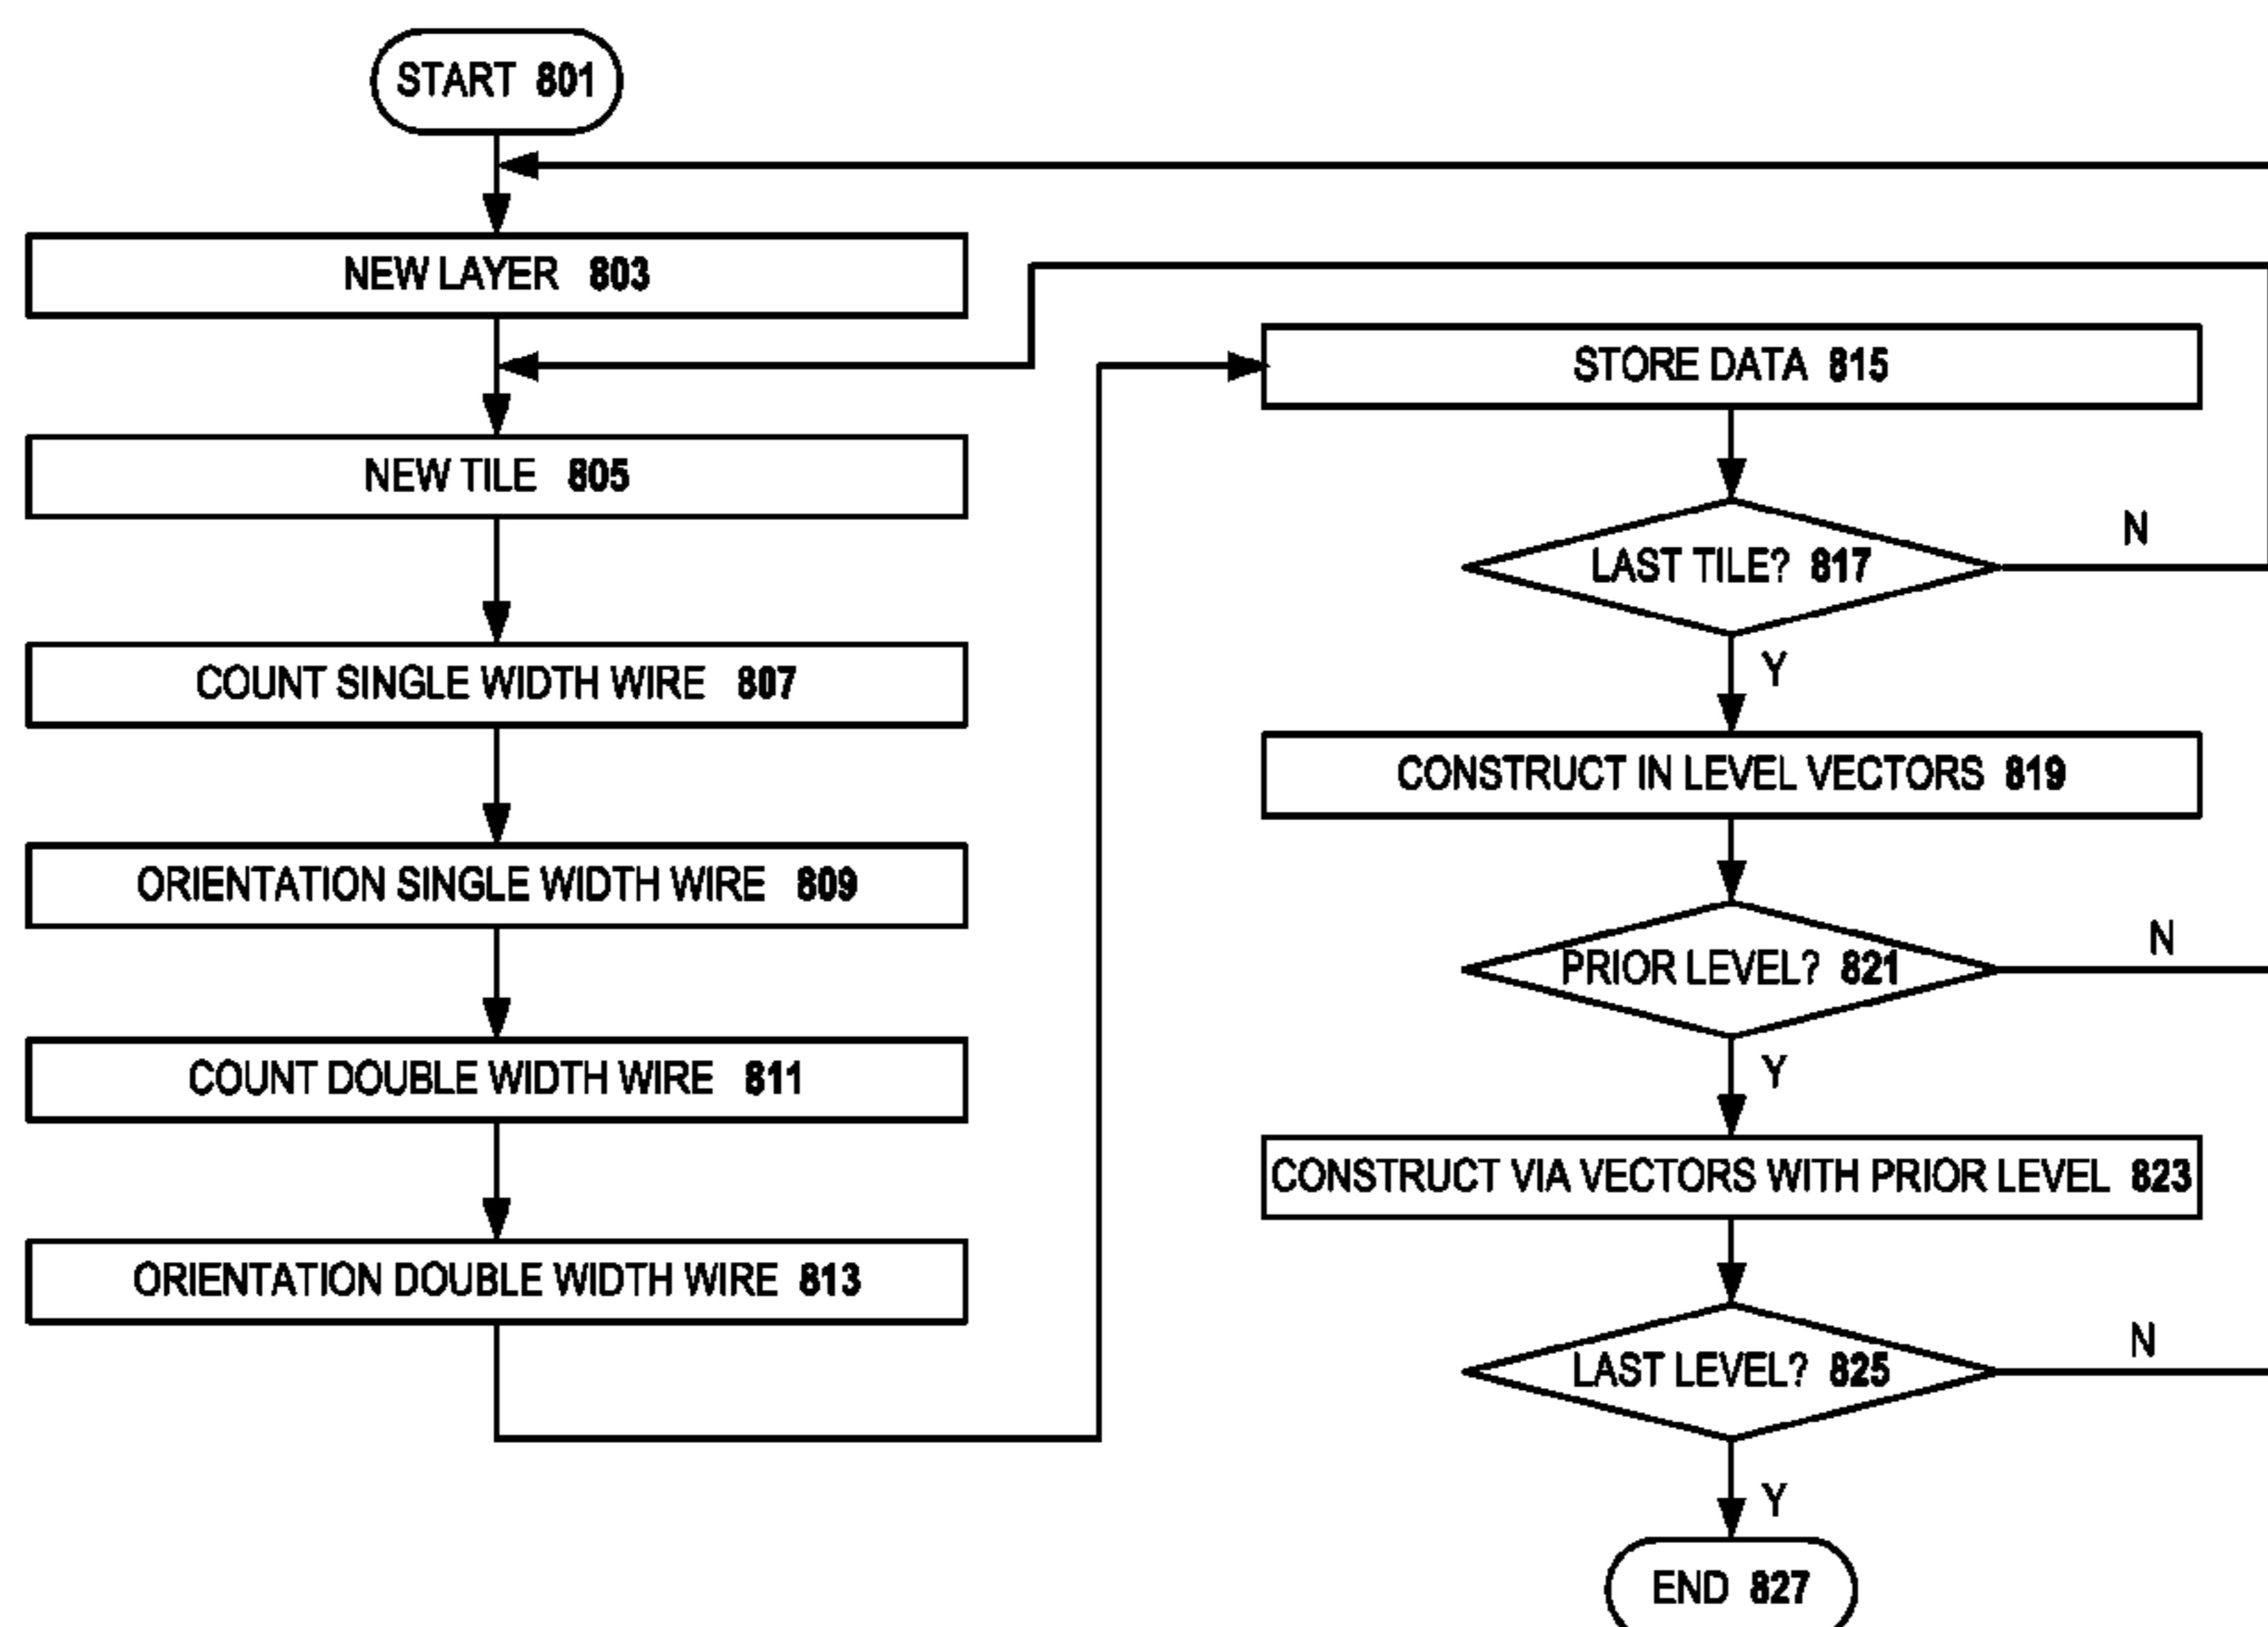 START 801
NEW LAYER 803
NEW TILE 805
COUNT SINGLE WIDTH WIRE 807
ORIENTATION SINGLE WIDTH WIRE 809
COUNT DOUBLE WIDTH WIRE 811
ORIENTATION DOUBLE WIDTH WIRE 813
STORE DATA 815
LAST TILE? 817
N
Y
CONSTRUCT IN LEVEL VECTORS 819
PRIOR LEVEL? 821
N
Y
CONSTRUCT VIA VECTORS WITH PRIOR LEVEL 823
LAST LEVEL? 825
N
Y
END 827